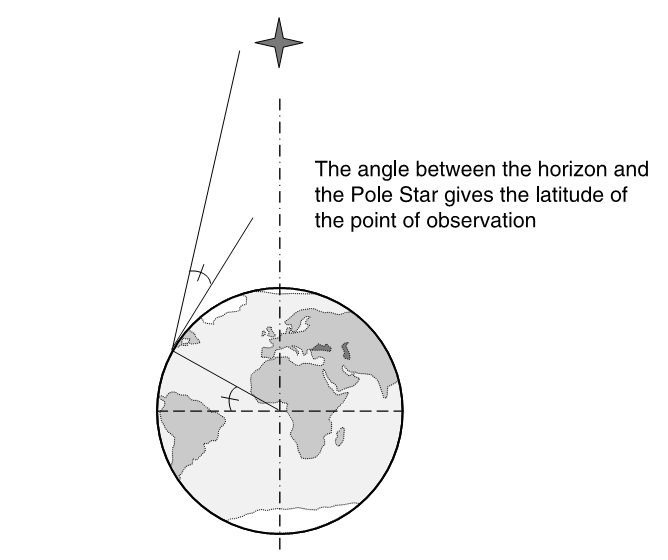 The angle between the horizon and
the Pole Star gives the latitude of
the point of observation